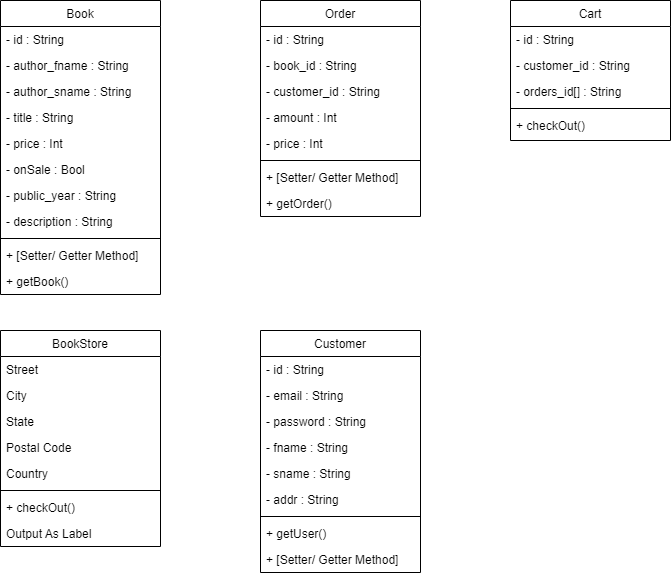 Book
- id : String
- author_fname : String
- author_sname : String
- title : String
- price : Int
- onSale : Bool
- public_year : String
- description : String
+ [Setter/ Getter Method]
+ getBook()
Order
- id : String
- book_id : String
- customer_id : String
- amount : Int
- price : Int
+ [Setter/ Getter Method]
+ getOrder()
Cart
- id : String
- customer_id : String
- orders_id[] : String
+ checkOut()
BookStore
Street
City
State
Postal Code
Country
+ checkOut()
Output As Label
Customer
- id : String
- email : String
- password : String
- fname : String
- sname : String
- addr : String
+ getUser()
+ [Setter/ Getter Method]